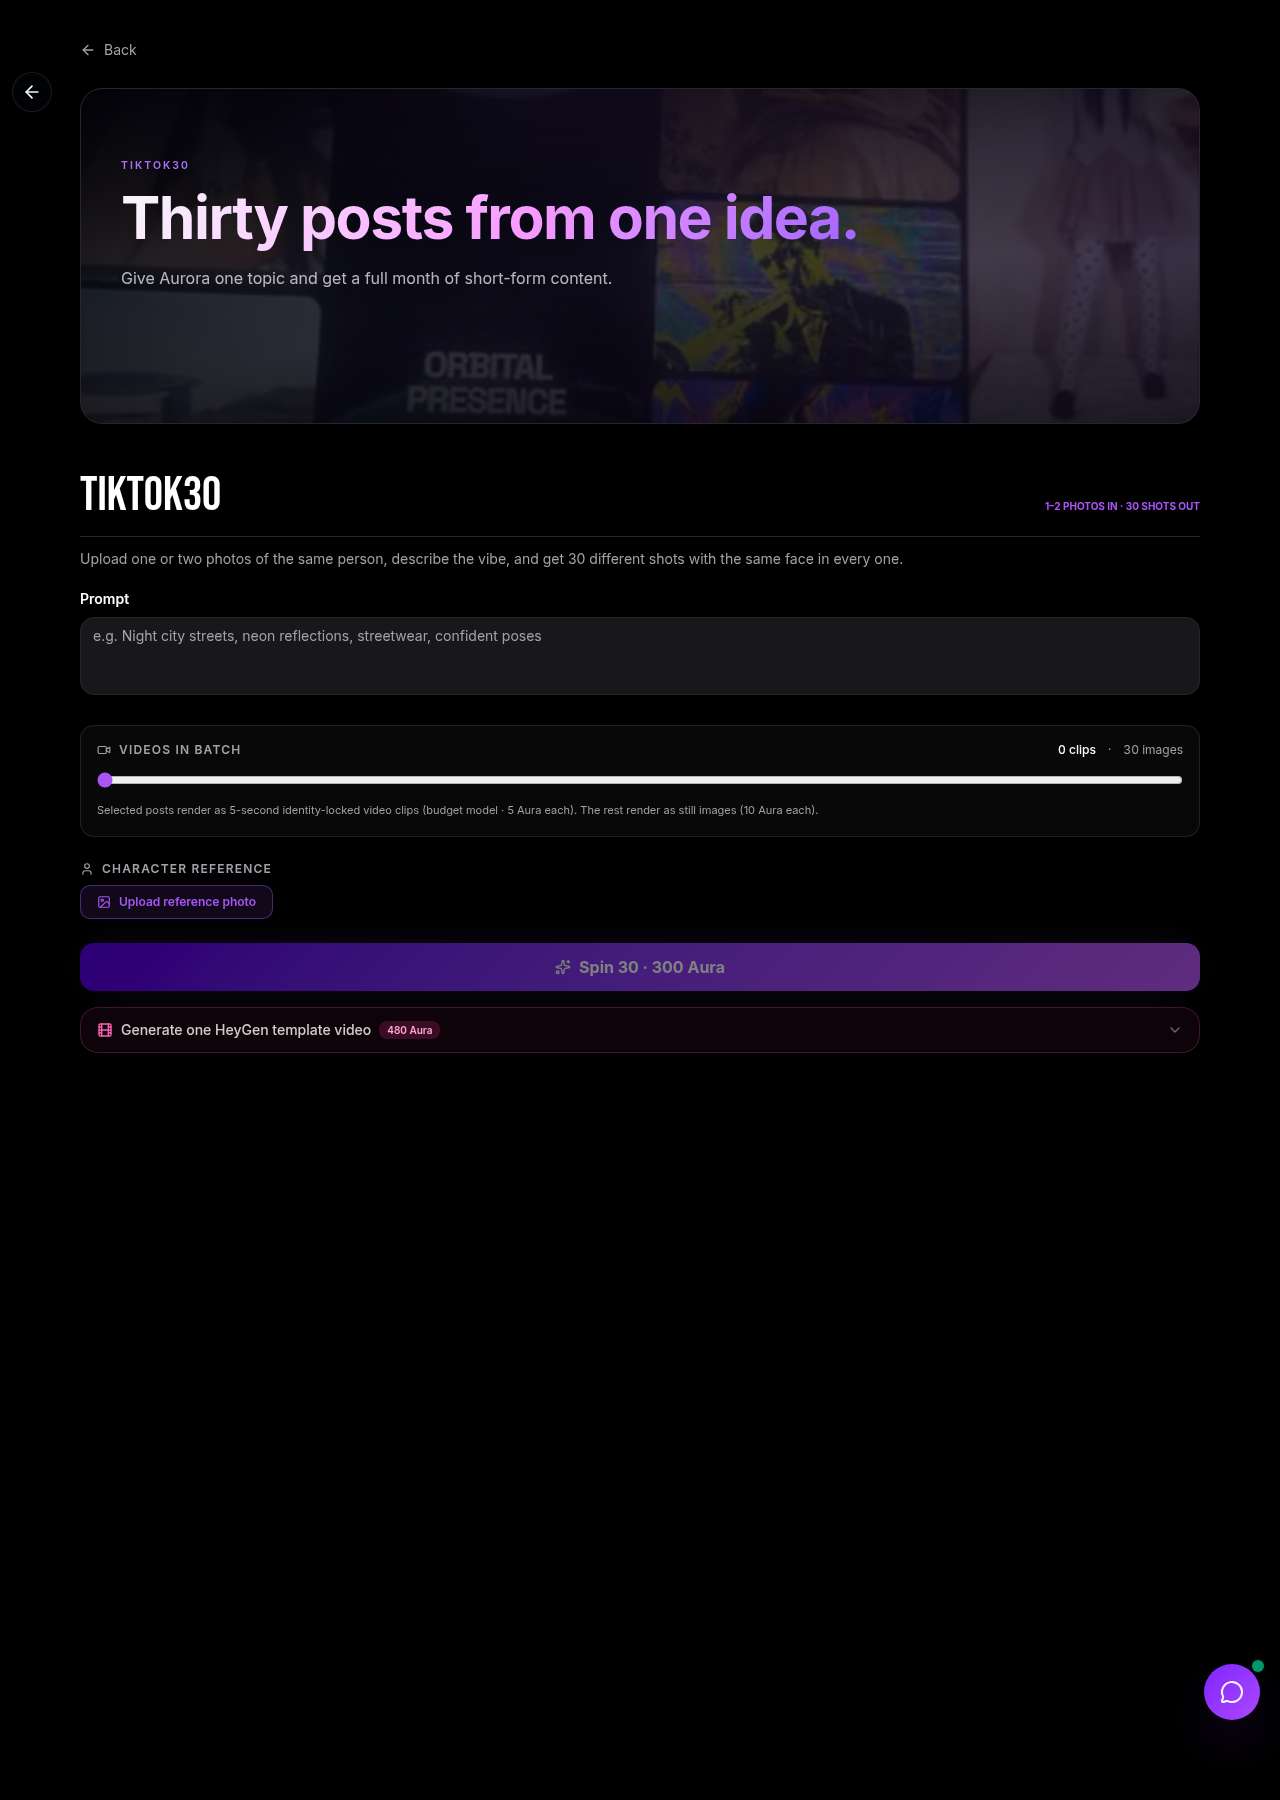 Back
TIKTOK30
Thirty posts from one idea.
Give Aurora one topic and get a full month of short-form content.
ORBITAL
PRESENCE
TIKTOK30
1–2 PHOTOS IN · 30 SHOTS OUT
Upload one or two photos of the same person, describe the vibe, and get 30 different shots with the same face in every one.
Prompt
e.g. Night city streets, neon reflections, streetwear, confident poses
VIDEOS IN BATCH
0 clips · 30 images
Selected posts render as 5-second identity-locked video clips (budget model · 5 Aura each). The rest render as still images (10 Aura each).
CHARACTER REFERENCE
Upload reference photo
Spin 30 · 300 Aura
Generate one HeyGen template video 480 Aura